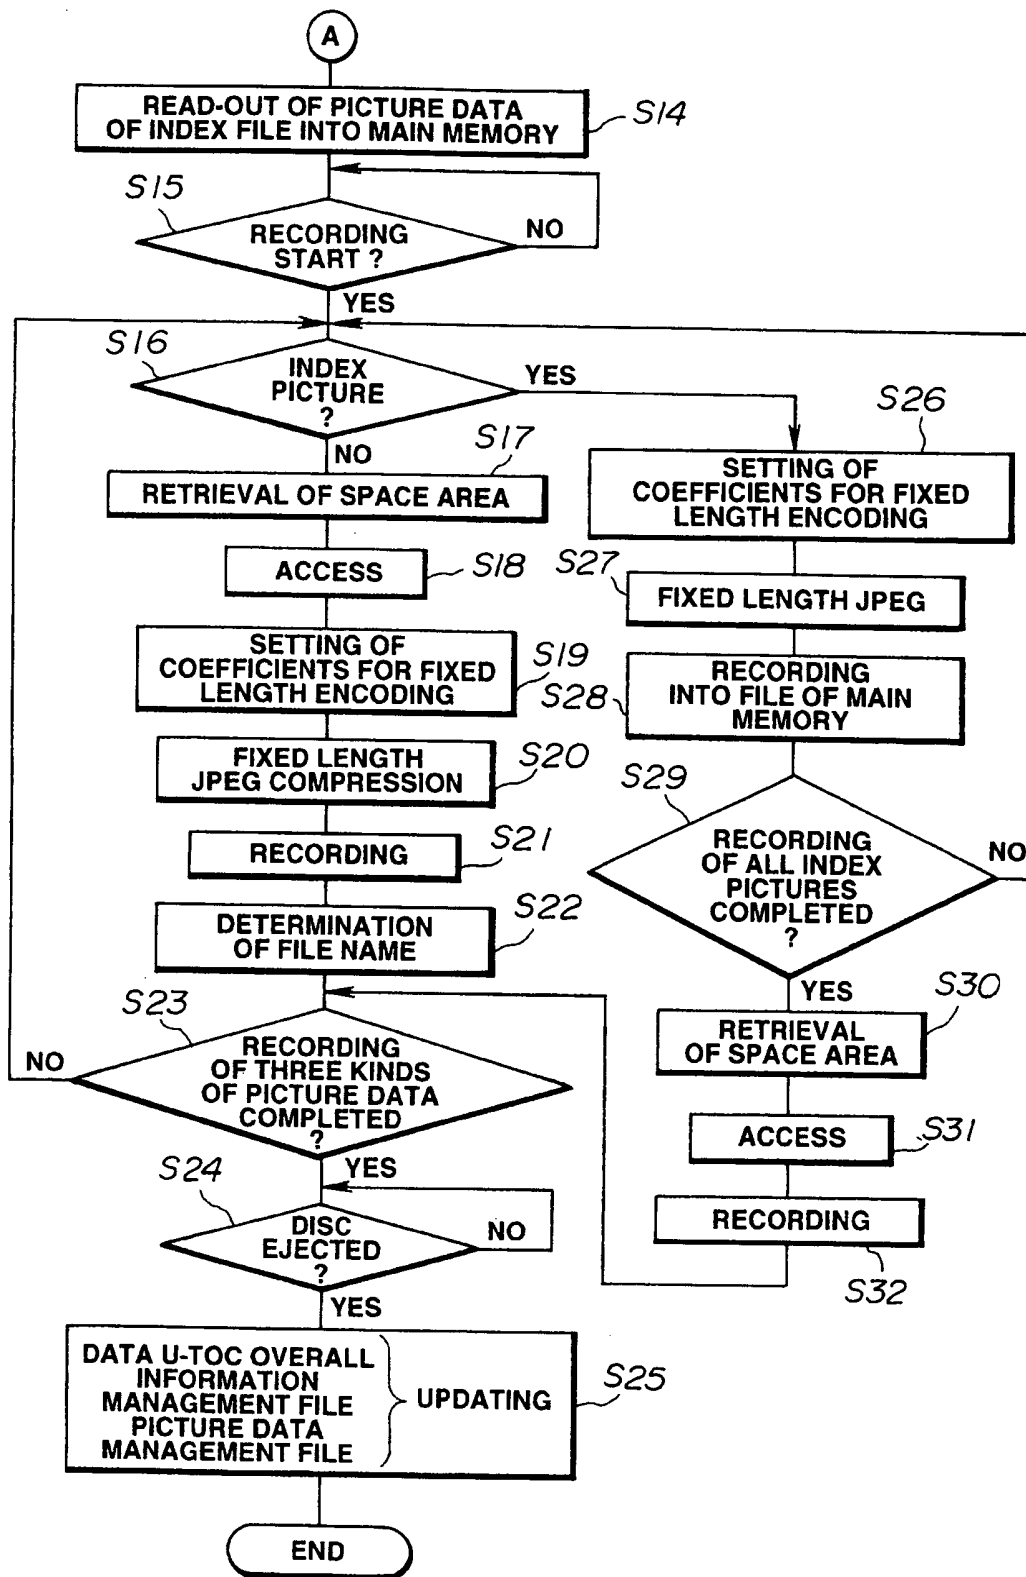 A
READ-OUT OF PICTURE DATA
OF INDEX FILE INTO MAIN MEMORY
S14
S15
RECORDING
START ?
NO
YES
S16
INDEX
PICTURE
?
YES
NO
S17
RETRIEVAL OF SPACE AREA
ACCESS
S18
SETTING OF
COEFFICIENTS FOR FIXED
LENGTH ENCODING
S19
FIXED LENGTH
JPEG COMPRESSION
S20
RECORDING
S21
DETERMINATION
OF FILE NAME
S22
S23
RECORDING
OF THREE KINDS
OF PICTURE DATA
COMPLETED
?
NO
YES
S24
DISC
EJECTED
?
NO
YES
DATA U-TOC OVERALL
INFORMATION
MANAGEMENT FILE
PICTURE DATA
MANAGEMENT FILE
UPDATING
S25
END
S26
SETTING OF
COEFFICIENTS FOR FIXED
LENGTH ENCODING
S27
FIXED LENGTH JPEG
RECORDING
INTO FILE OF MAIN
MEMORY
S28
S29
RECORDING
OF ALL INDEX
PICTURES
COMPLETED
?
NO
YES
S30
RETRIEVAL
OF SPACE AREA
ACCESS
S31
RECORDING
S32